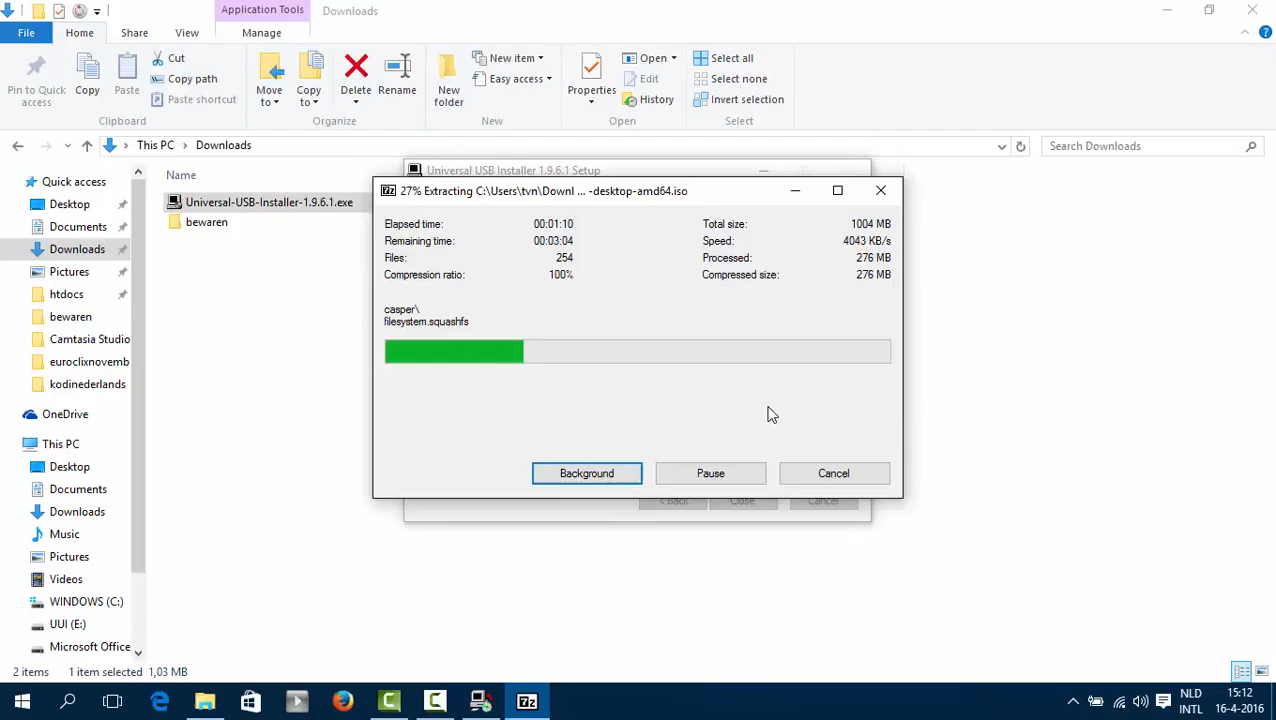 Application Tools
Downloads
File
Home
Share
View
Manage
Pin to Quick
access
Copy
Paste
Cut
Copy path
Paste shortcut
Clipboard
Move
to
Copy
to
Delete
Rename
Organize
New
folder
New item
Easy access
New
Properties
Open
Edit
History
Open
Select all
Select none
Invert selection
Select
This PC
Downloads
Search Downloads
Quick access
Desktop
Documents
Downloads
Pictures
htdocs
bewaren
Camtasia Studio
euroclixnovemb
kodinederlands
OneDrive
This PC
Desktop
Documents
Downloads
Music
Pictures
Videos
WINDOWS (C:)
UUI (E:)
Microsoft Office
Name
Universal-USB-Installer-1.9.6.1.exe
bewaren
Universal USB Installer 1.9.6.1 Setup
27% Extracting C:\Users\tvn\Downl ... -desktop-amd64.iso
Elapsed time: 00:01:10 Total size: 1004 MB
Remaining time: 00:03:04 Speed: 4043 KB/s
Files: 254 Processed: 276 MB
Compression ratio: 100% Compressed size: 276 MB
casper\
filesystem.squashfs
Background
Pause
Cancel
< Back
Close
Cancel
2 items 1 item selected 1,03 MB
NLD
INTL
15:12
16-4-2016